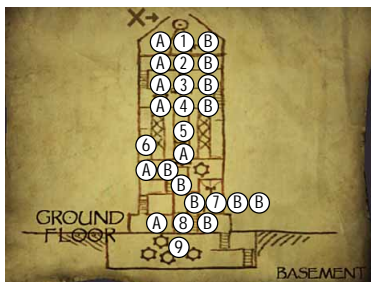 X→
A 1 B
A 2 B
A 3 B
A 4 B
5
6
A
A B
B
B 7 B B
A 8 B
GROUND
FLOOR
9
BASEMENT